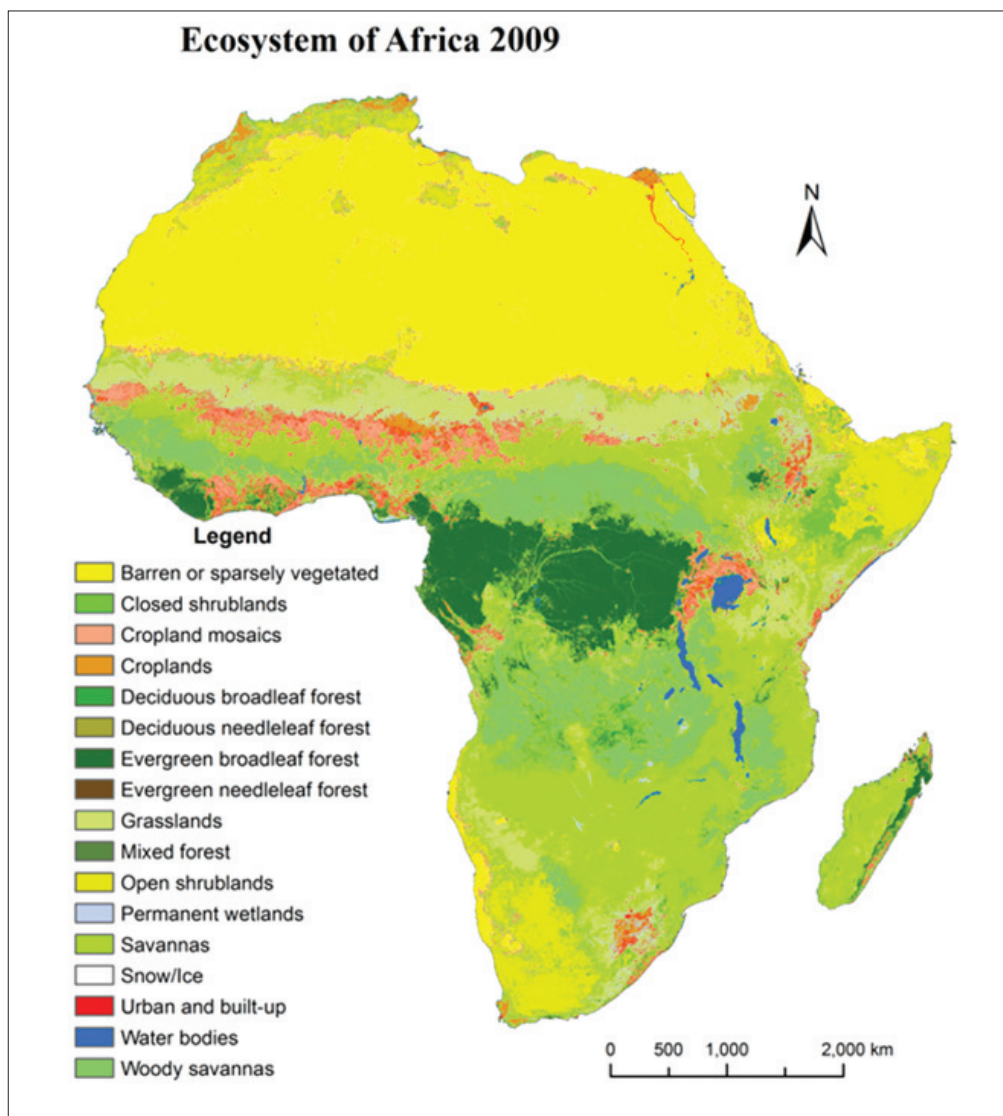 Ecosystem of Africa 2009
N
Legend
Barren or sparsely vegetated
Closed shrublands
Cropland mosaics
Croplands
Deciduous broadleaf forest
Deciduous needleleaf forest
Evergreen broadleaf forest
Evergreen needleleaf forest
Grasslands
Mixed forest
Open shrublands
Permanent wetlands
Savannas
Snow/Ice
Urban and built-up
Water bodies
Woody savannas
0 500 1,000 2,000 km